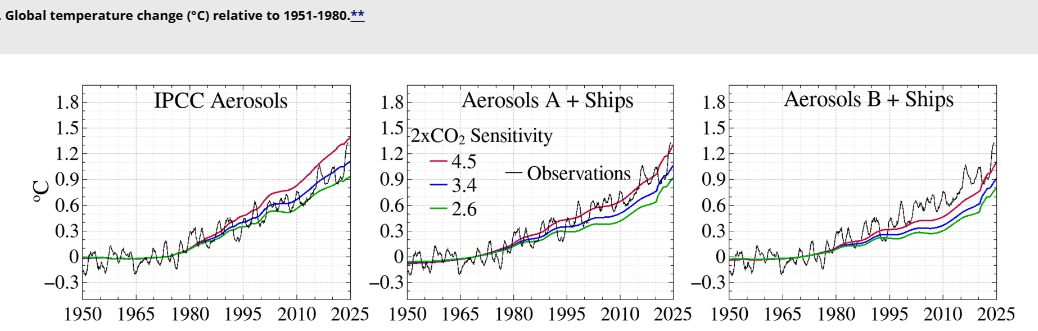 . Global temperature change (°C) relative to 1951-1980.**
IPCC Aerosols
Aerosols A + Ships
Aerosols B + Ships
2xCO₂ Sensitivity
4.5
3.4
2.6
Observations
°C
1.8
1.5
1.2
0.9
0.6
0.3
0
−0.3
1950 1965 1980 1995 2010 2025
1.8
1.5
1.2
0.9
0.6
0.3
0
−0.3
1950 1965 1980 1995 2010 2025
1.8
1.5
1.2
0.9
0.6
0.3
0
−0.3
1950 1965 1980 1995 2010 2025